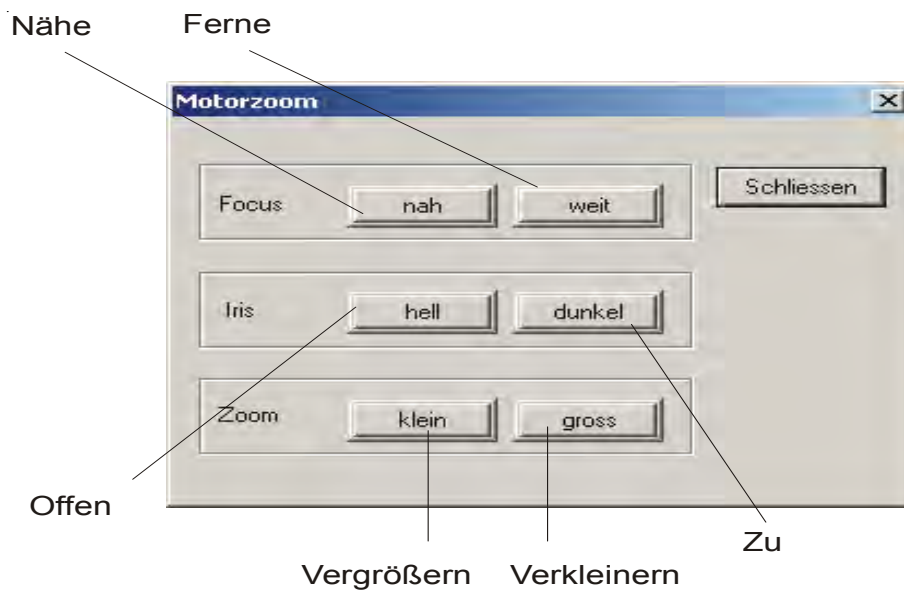 Nähe Ferne
Motorzoom
Focus nah weit Schliessen
Iris hell dunkel
Zoom klein gross
Offen
Zu
Vergrößern Verkleinern